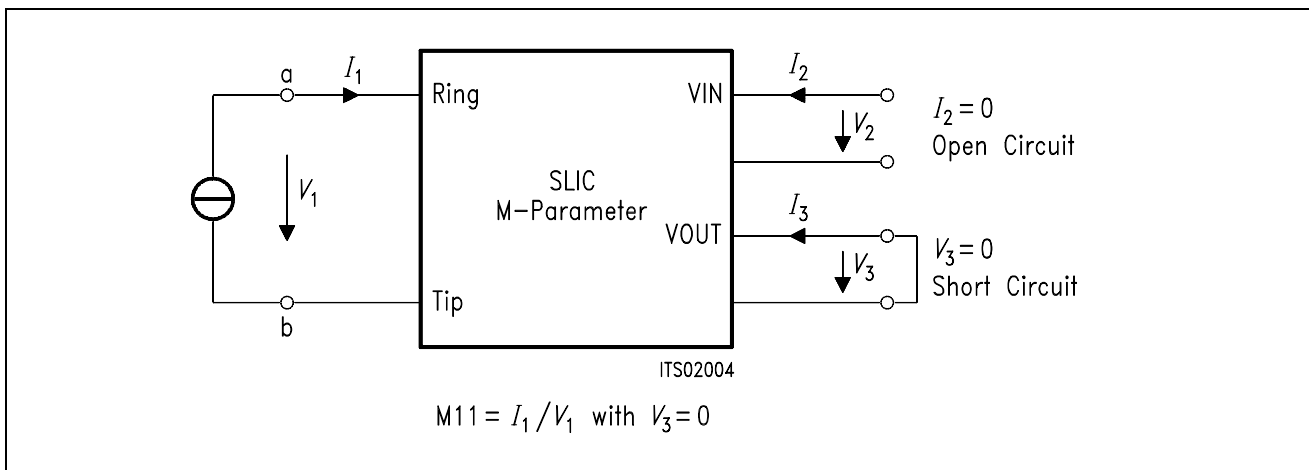 a
I1
Ring
VIN
I2
V2
I2=0
Open Circuit
V1
SLIC
M-Parameter
VOUT
I3
V3
V3=0
Short Circuit
Tip
b
ITS02004
M11 = I1/V1 with V3=0